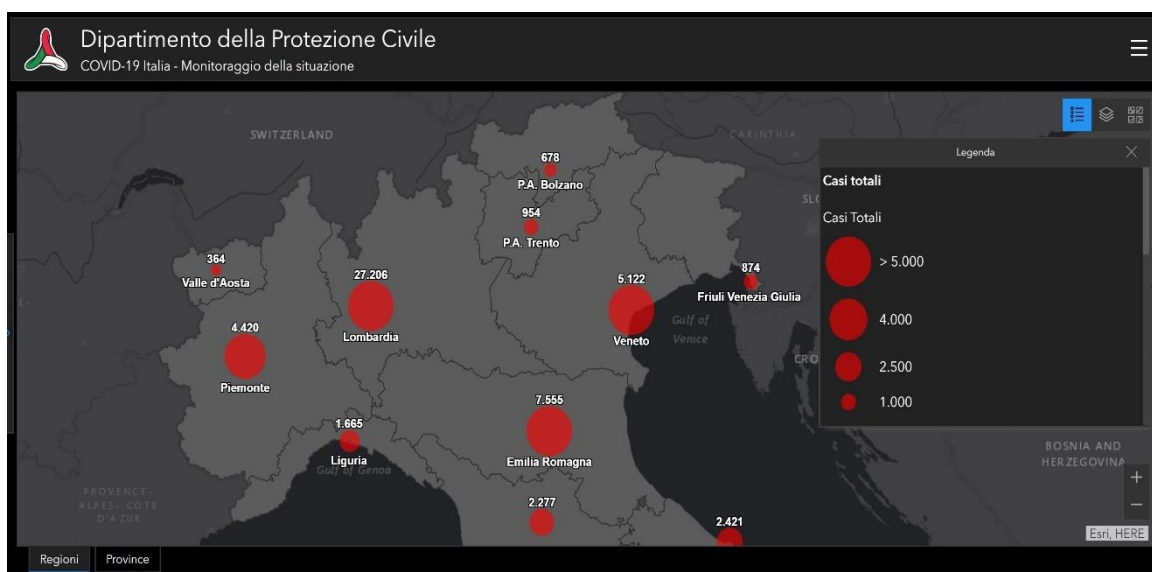 Dipartimento della Protezione Civile
COVID-19 Italia - Monitoraggio della situazione
SWITZERLAND
CARINTHIA
Legenda
Casi totali
Casi Totali
> 5.000
4.000
2.500
1.000
678
P.A. Bolzano
954
P.A. Trento
364
Valle d'Aosta
27.206
Lombardia
5.122
Veneto
874
Friuli Venezia Giulia
Gulf of
Venice
4.420
Piemonte
1.665
Liguria
Gulf of Genoa
7.555
Emilia Romagna
2.277
2.421
PROVENCE-
ALPES- CÔTE
D'AZUR
CRO
BOSNIA AND
HERZEGOVINA
Esri, HERE
Regioni Province